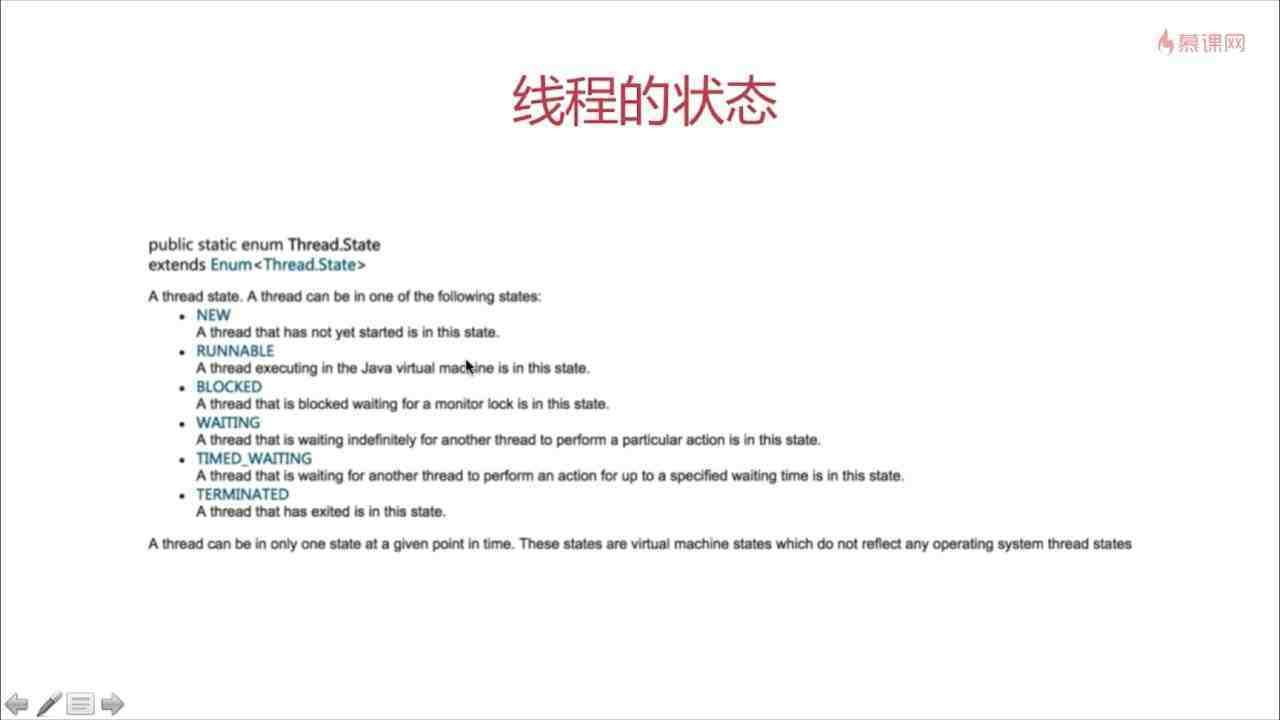 慕课网
线程的状态
public static enum Thread.State
extends Enum<Thread.State>
A thread state. A thread can be in one of the following states:
• NEW
A thread that has not yet started is in this state.
• RUNNABLE
A thread executing in the Java virtual machine is in this state.
• BLOCKED
A thread that is blocked waiting for a monitor lock is in this state.
• WAITING
A thread that is waiting indefinitely for another thread to perform a particular action is in this state.
• TIMED_WAITING
A thread that is waiting for another thread to perform an action for up to a specified waiting time is in this state.
• TERMINATED
A thread that has exited is in this state.
A thread can be in only one state at a given point in time. These states are virtual machine states which do not reflect any operating system thread states